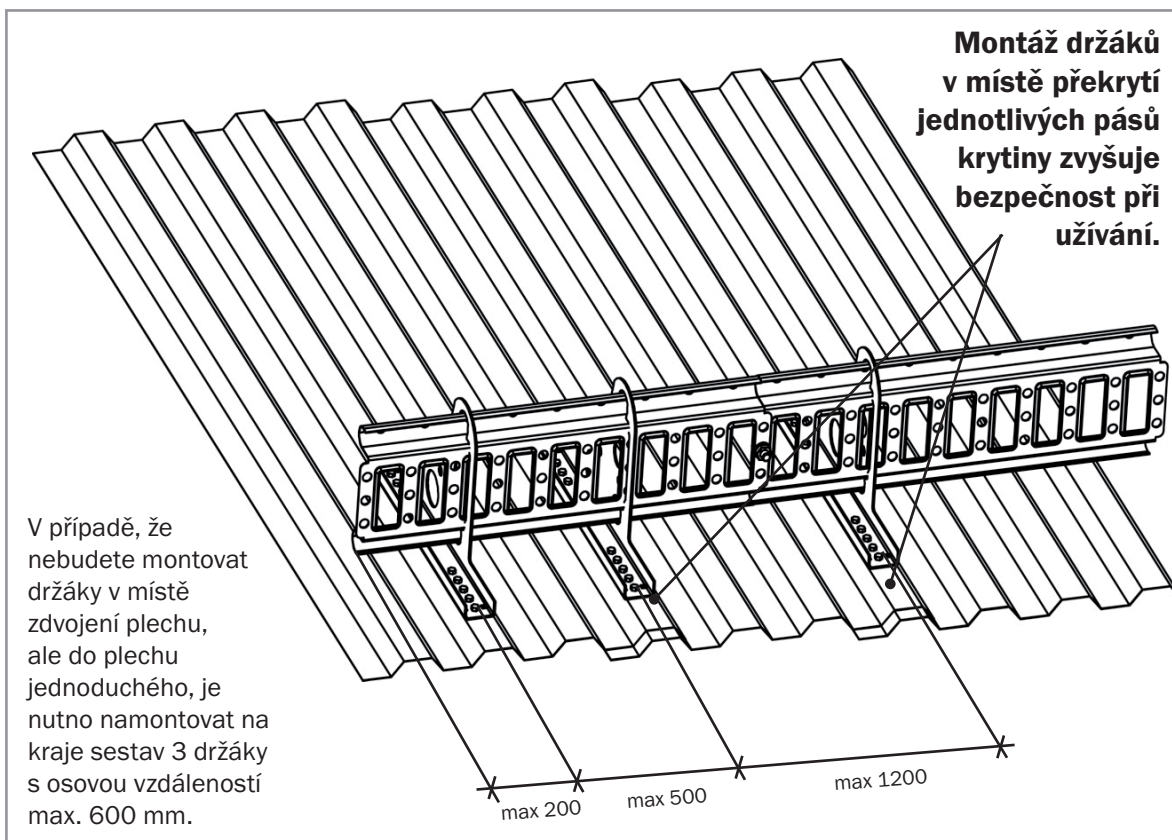 Montáž držáků
v místě překrytí
jednotlivých pásů
krytiny zvyšuje
bezpečnost při
užívání.
V případě, že
nebudete montovat
držáky v místě
zdvojení plechu,
ale do plechu
jednoduchého, je
nutno namontovat na
kraje sestav 3 držáky
s osovou vzdáleností
max. 600 mm.
max 200
max 500
max 1200